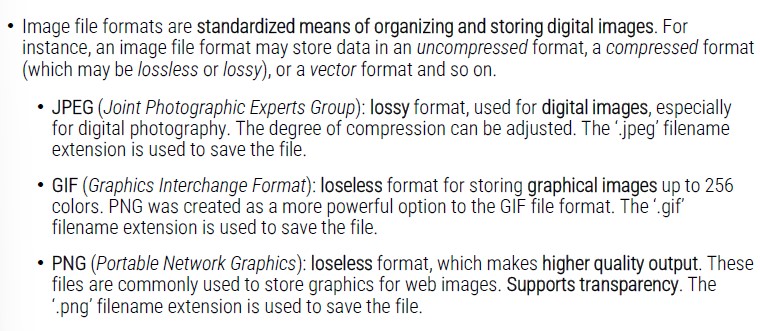 • Image file formats are standardized means of organizing and storing digital images. For
instance, an image file format may store data in an uncompressed format, a compressed format
(which may be lossless or lossy), or a vector format and so on.
• JPEG (Joint Photographic Experts Group): lossy format, used for digital images, especially
for digital photography. The degree of compression can be adjusted. The ‘.jpeg’ filename
extension is used to save the file.
• GIF (Graphics Interchange Format): loseless format for storing graphical images up to 256
colors. PNG was created as a more powerful option to the GIF file format. The ‘.gif’
filename extension is used to save the file.
• PNG (Portable Network Graphics): loseless format, which makes higher quality output. These
files are commonly used to store graphics for web images. Supports transparency. The
‘.png’ filename extension is used to save the file.